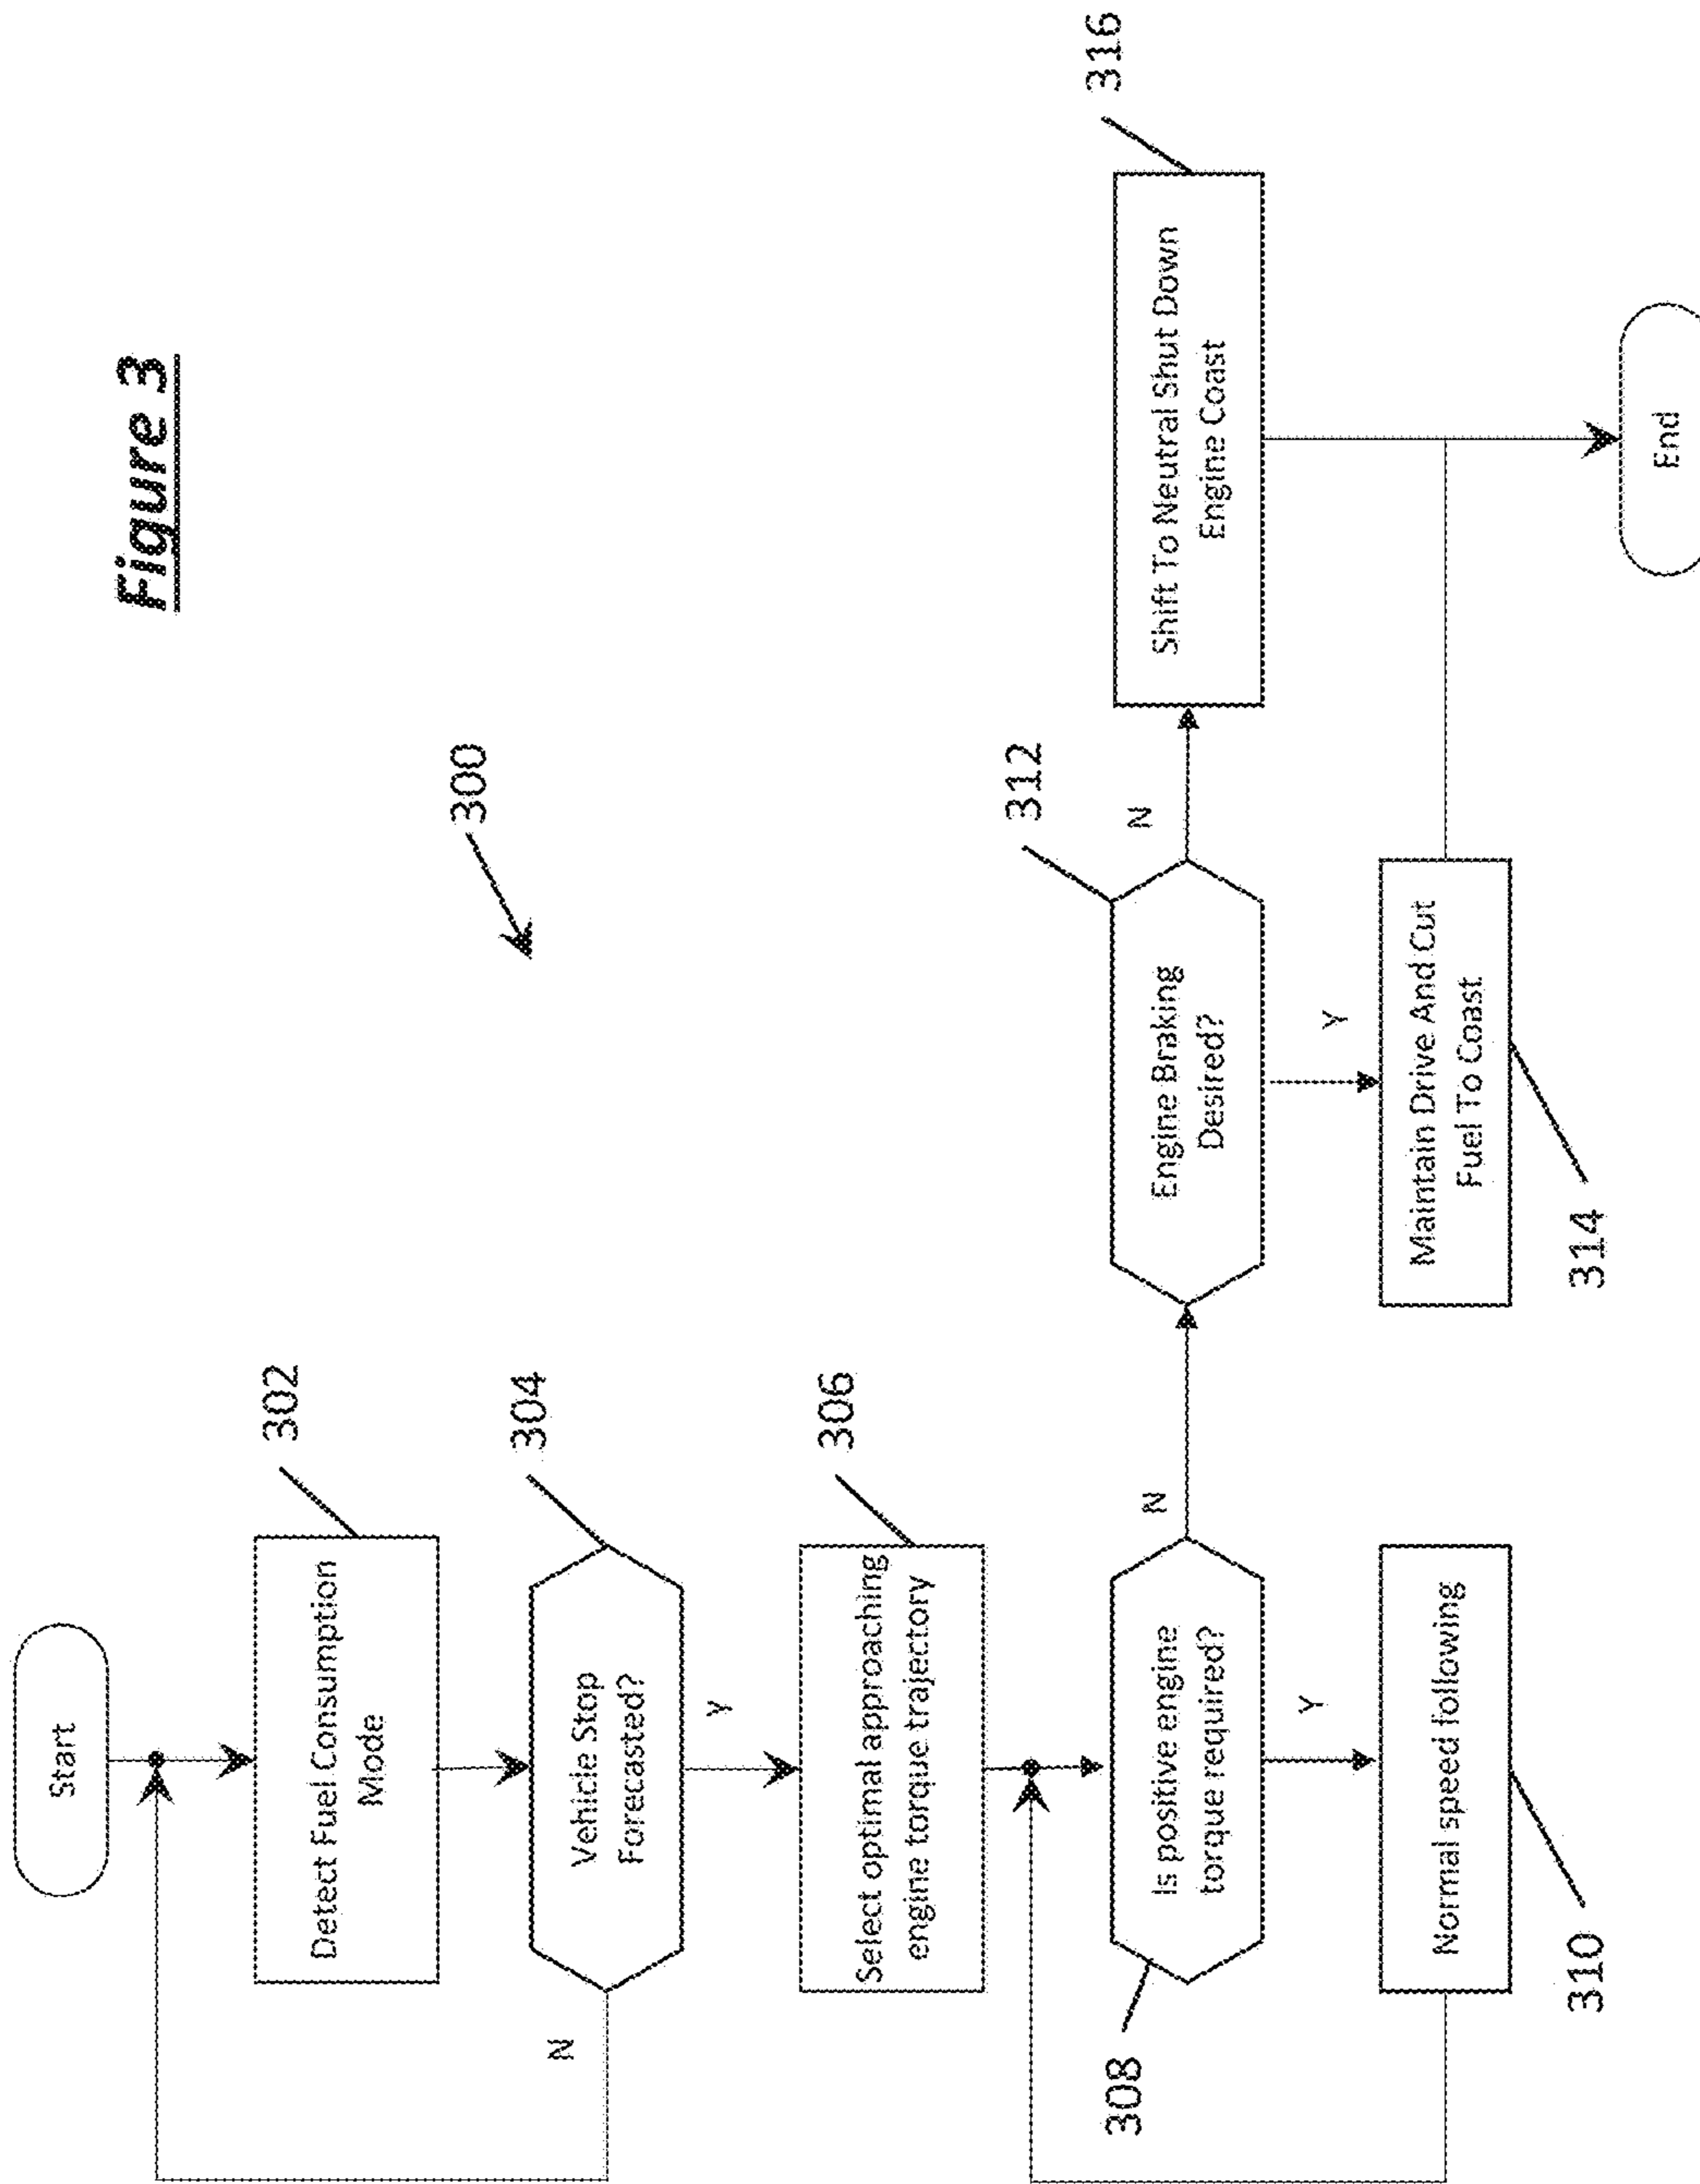 Figure 3
300
Start
302
Detect Fuel Consumption
Mode
304
Vehicle Stop
Forecasted?
N
Y
306
Select optimal approaching
engine torque trajectory
308
Is positive engine
torque required?
N
Y
310
Normal speed following
312
Engine Braking
Desired?
N
Y
314
Maintain Drive And Cut
Fuel To Coast
316
Shift To Neutral Shut Down
Engine Coast
End